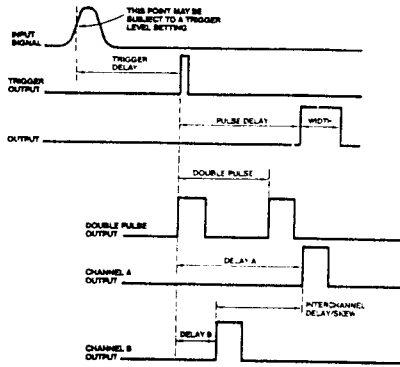 THIS POINT MAY BE
SUBJECT TO A TRIGGER
LEVEL SETTING
INPUT
SIGNAL
TRIGGER
DELAY
TRIGGER
OUTPUT
PULSE DELAY
WIDTH
OUTPUT
DOUBLE PULSE
DOUBLE PULSE
OUTPUT
DELAY A
CHANNEL A
OUTPUT
INTERCHANNEL
DELAY/SKEW
DELAY B
CHANNEL B
OUTPUT